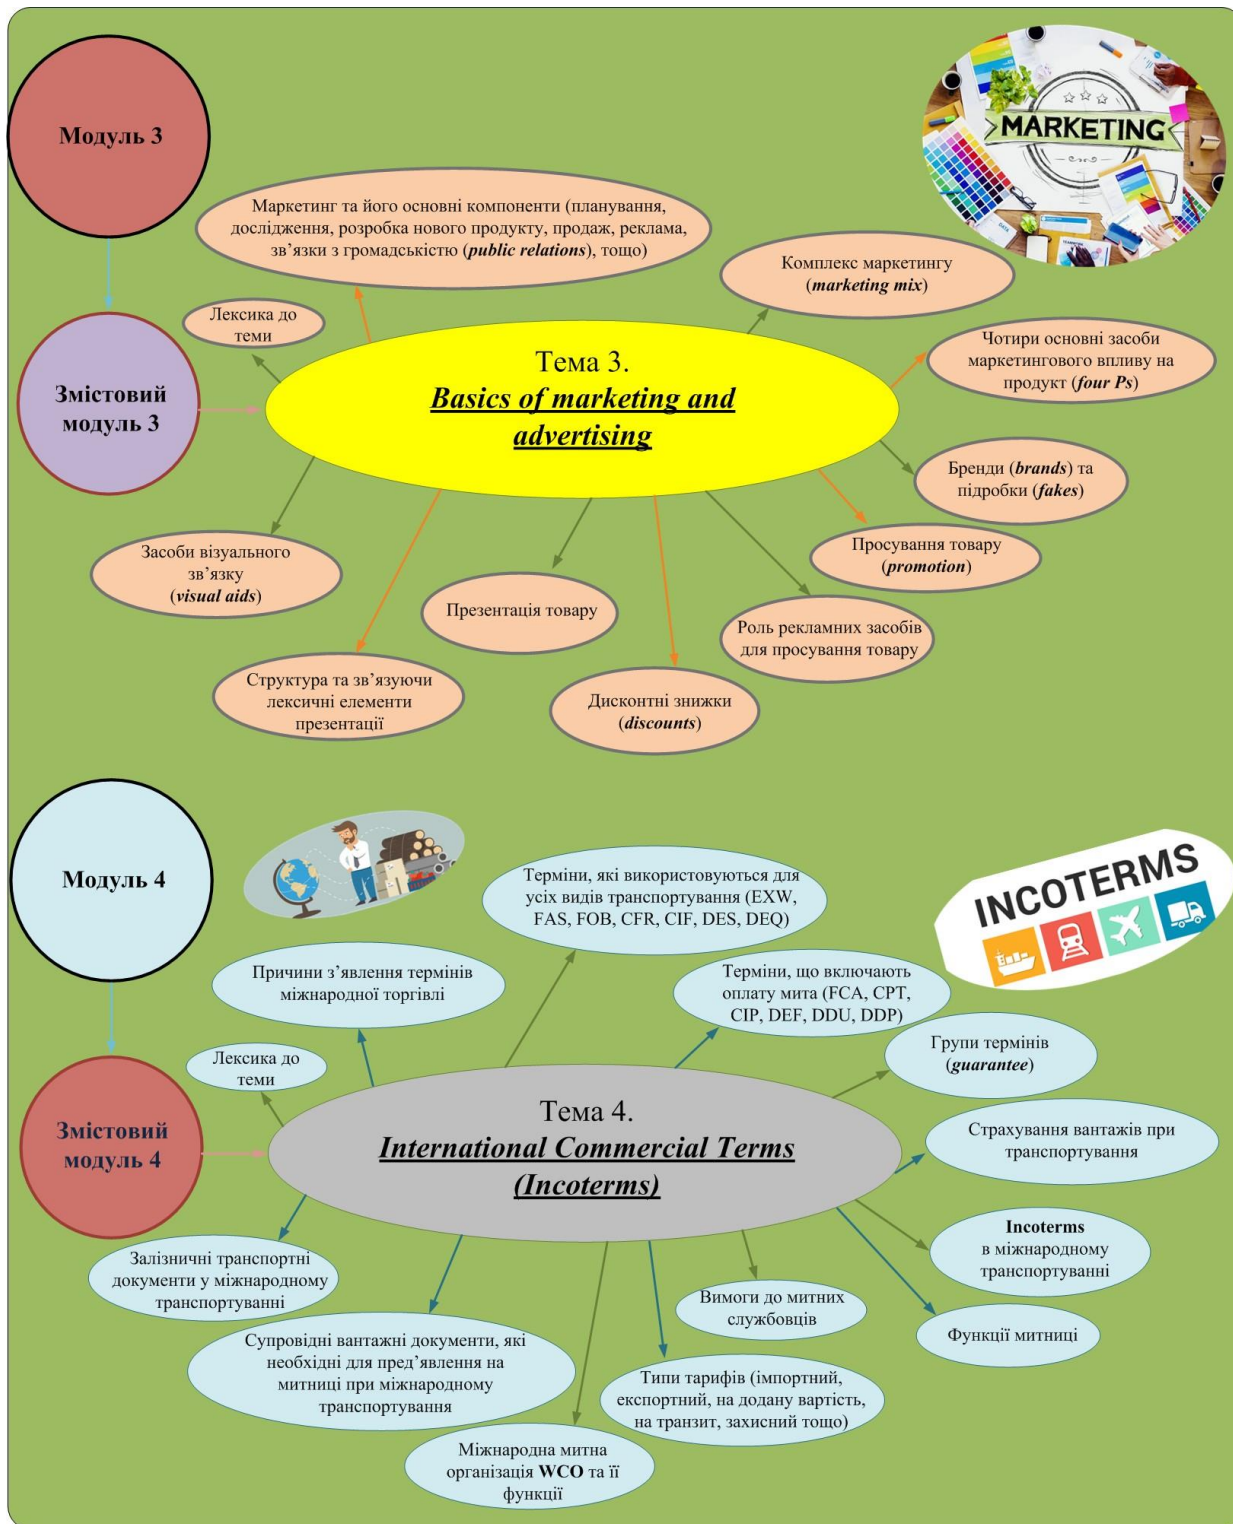 Модуль 3
MARKETING
Маркетинг та його основні компоненти (планування,
дослідження, розробка нового продукту, продаж, реклама,
зв’язки з громадськістю (public relations), тощо)
Комплекс маркетингу
(marketing mix)
Лексика до
теми
Чотири основні засоби
маркетингового впливу на
продукт (four Ps)
Змістовий
модуль 3
Тема 3.
Basics of marketing and
advertising
Бренди (brands) та
підробки (fakes)
Засоби візуального
зв’язку
(visual aids)
Просування товару
(promotion)
Презентація товару
Роль рекламних засобів
для просування товару
Структура та зв’язуючи
лексичні елементи
презентації
Дисконтні знижки
(discounts)
Модуль 4
INCOTERMS
Терміни, які використовуються для
усіх видів транспортування (EXW,
FAS, FOB, CFR, CIF, DES, DEQ)
Причини з’явлення термінів
міжнародної торгівлі
Терміни, що включають
оплату мита (FCA, CPT,
CIP, DEF, DDU, DDP)
Групи термінів
(guarantee)
Лексика до
теми
Змістовий
модуль 4
Тема 4.
International Commercial Terms
(Incoterms)
Страхування вантажів при
транспортування
Incoterms
в міжнародному
транспортуванні
Залізничні транспортні
документи у міжнародному
транспортуванні
Вимоги до митних
службовців
Функції митниці
Супровідні вантажні документи, які
необхідні для пред’явлення на
митниці при міжнародному
транспортування
Типи тарифів (імпортний,
експортний, на додану вартість,
на транзит, захисний тощо)
Міжнародна митна
організація WCO та її
функції